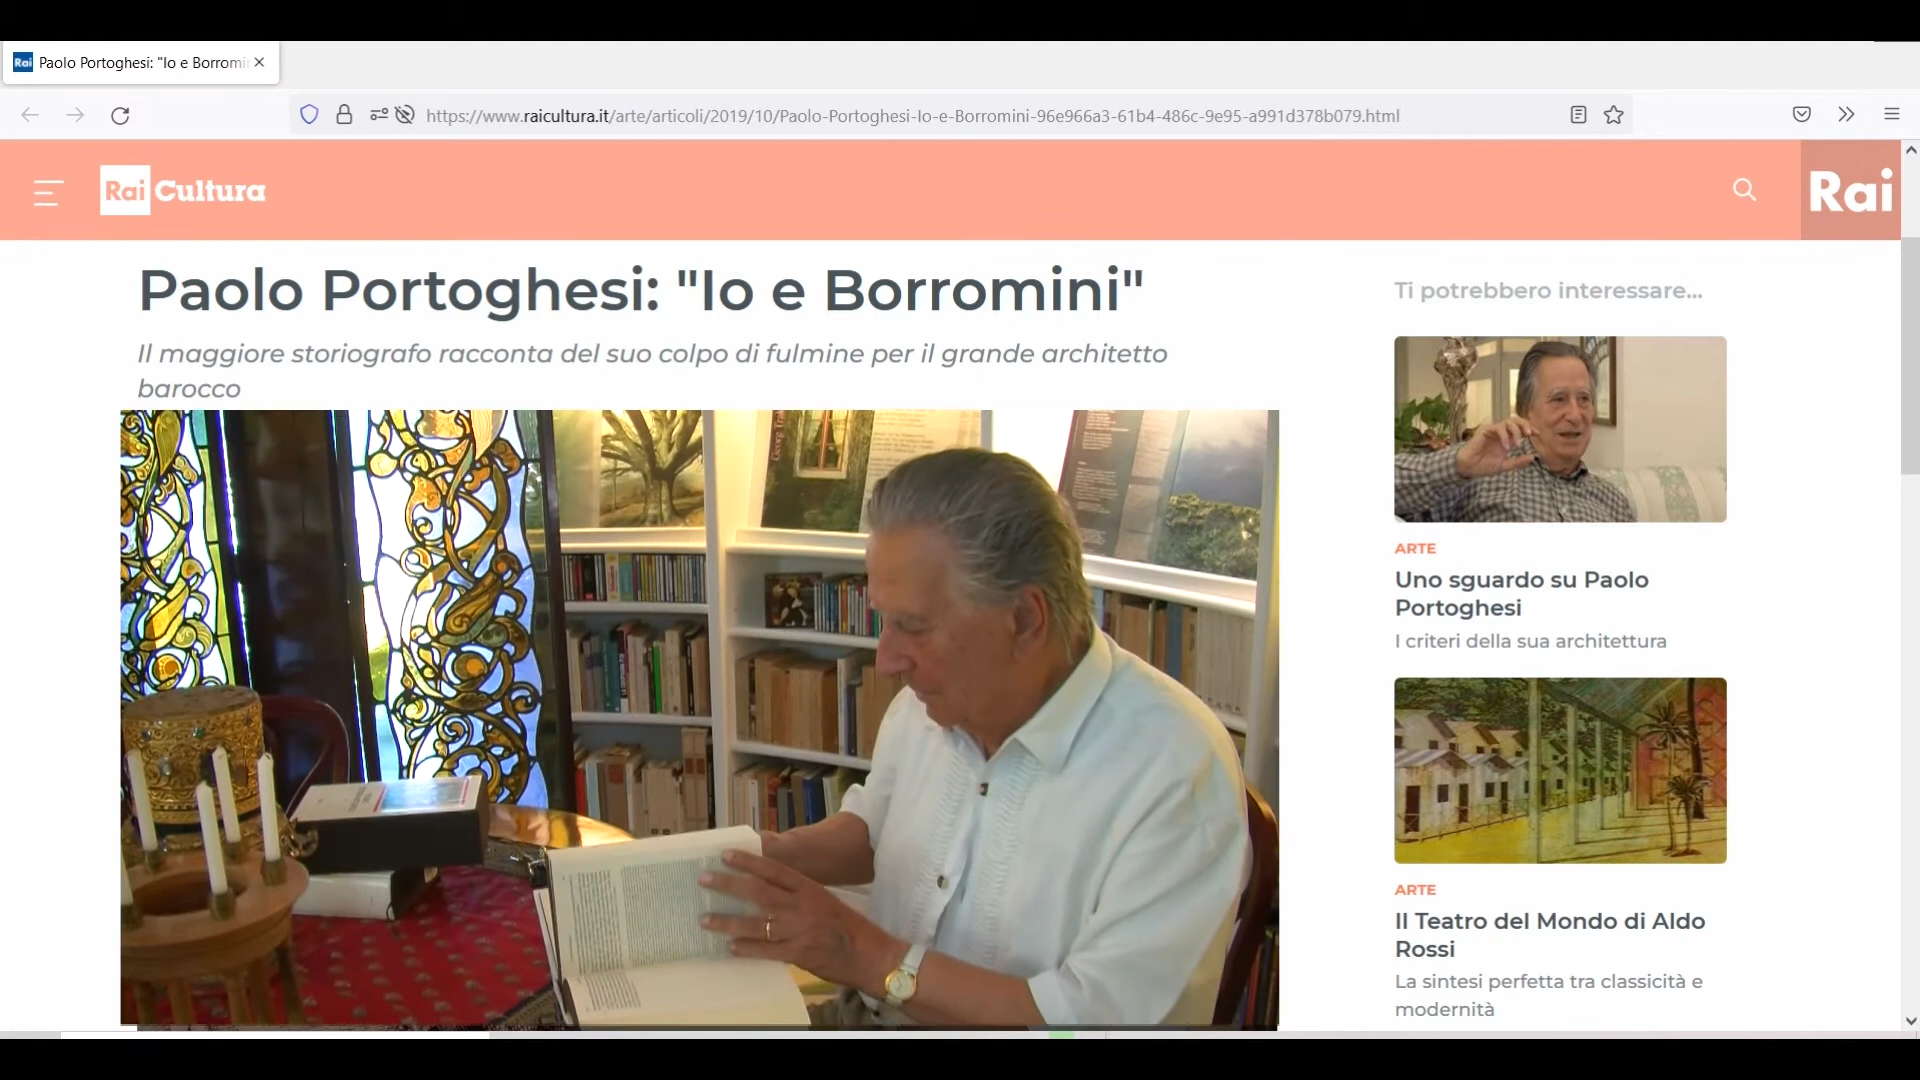 Rai Paolo Portoghesi: "Io e Borromi
https://www.raicultura.it/arte/articoli/2019/10/Paolo-Portoghesi-Io-e-Borromini-96e966a3-61b4-486c-9e95-a991d378b079.html
Rai Cultura
Rai
Paolo Portoghesi: "Io e Borromini"
Il maggiore storiografo racconta del suo colpo di fulmine per il grande architetto
barocco
Ti potrebbero interessare...
ARTE
Uno sguardo su Paolo
Portoghesi
I criteri della sua architettura
ARTE
Il Teatro del Mondo di Aldo
Rossi
La sintesi perfetta tra classicità e
modernità